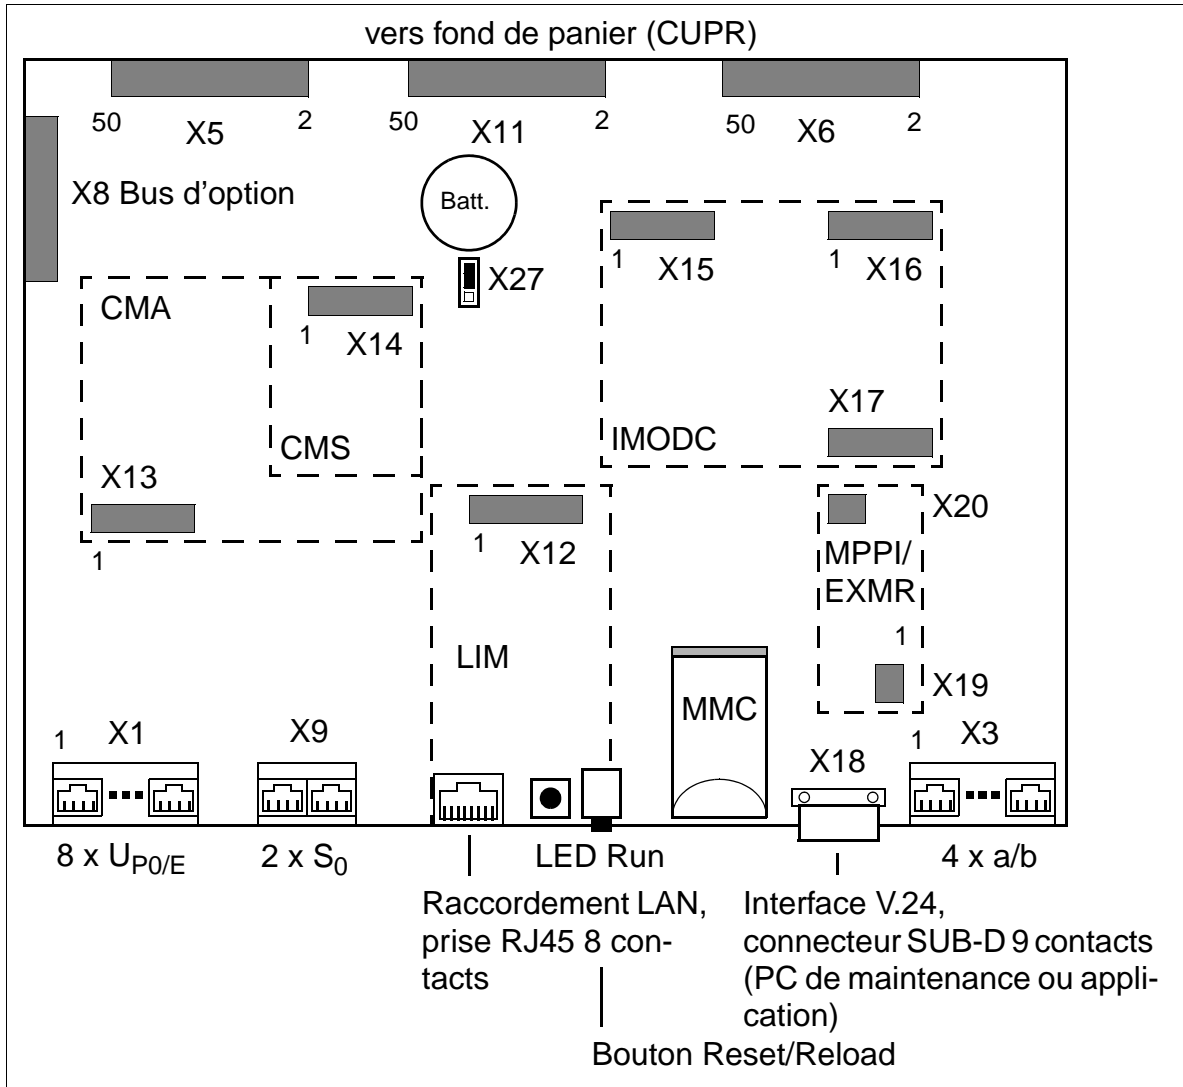 vers fond de panier (CUPR)
50 X5 2 50 X11 2 50 X6 2
X8 Bus d'option
Batt.
1 X15 1 X16
X27
CMA
1 X14
X17
CMS
IMODC
X13
1
X20
1 X12
MPPI/
EXMR
1
LIM
X19
MMC
1 X1 X9 X18 1 X3
8 x UP0/E 2 x S0 LED Run 4 x a/b
Raccordement LAN,
prise RJ45 8 con-
tacts
Interface V.24,
connecteur SUB-D 9 contacts
(PC de maintenance ou appli-
cation)
Bouton Reset/Reload